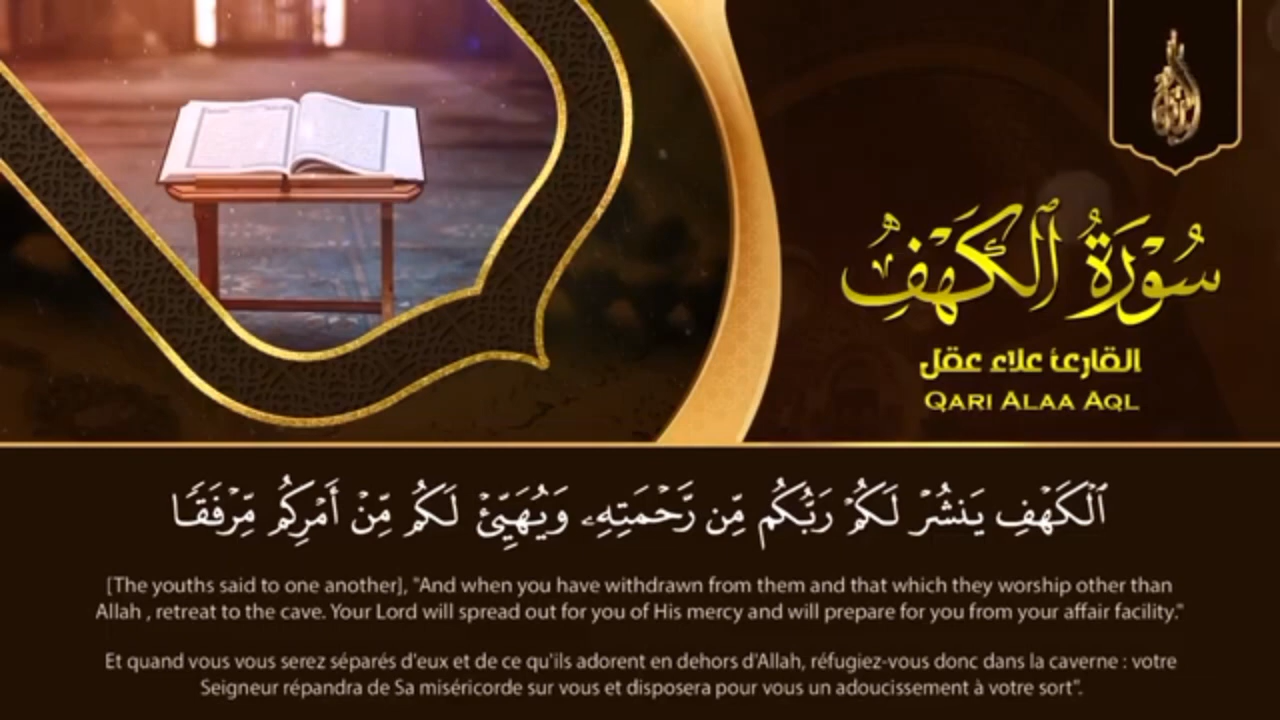 سُوْرَةُ ٱلْكَهْفِ
القارئ علاء عقل
QARI ALAA AQL
ٱلْكَهْفِ يَنشُرْ لَكُمْ رَبُّكُم مِّن رَّحْمَتِهِۦ وَيُهَيِّئْ لَكُم مِّنْ أَمْرِكُم مِّرْفَقًا
[The youths said to one another], "And when you have withdrawn from them and that which they worship other than
Allah , retreat to the cave. Your Lord will spread out for you of His mercy and will prepare for you from your affair facility."
Et quand vous vous serez séparés d'eux et de ce qu'ils adorent en dehors d'Allah, réfugiez-vous donc dans la caverne : votre
Seigneur répandra de Sa miséricorde sur vous et disposera pour vous un adoucissement à votre sort".